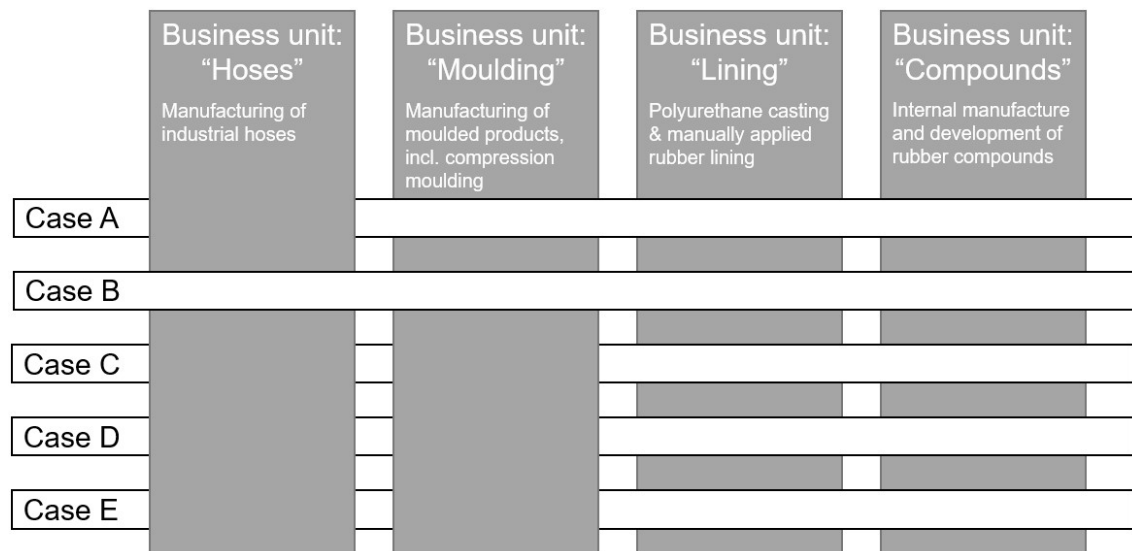 Business unit:
“Hoses”
Manufacturing of
industrial hoses
Business unit:
“Moulding”
Manufacturing of
moulded products,
incl. compression
moulding
Business unit:
“Lining”
Polyurethane casting
& manually applied
rubber lining
Business unit:
“Compounds”
Internal manufacture
and development of
rubber compounds
Case A
Case B
Case C
Case D
Case E